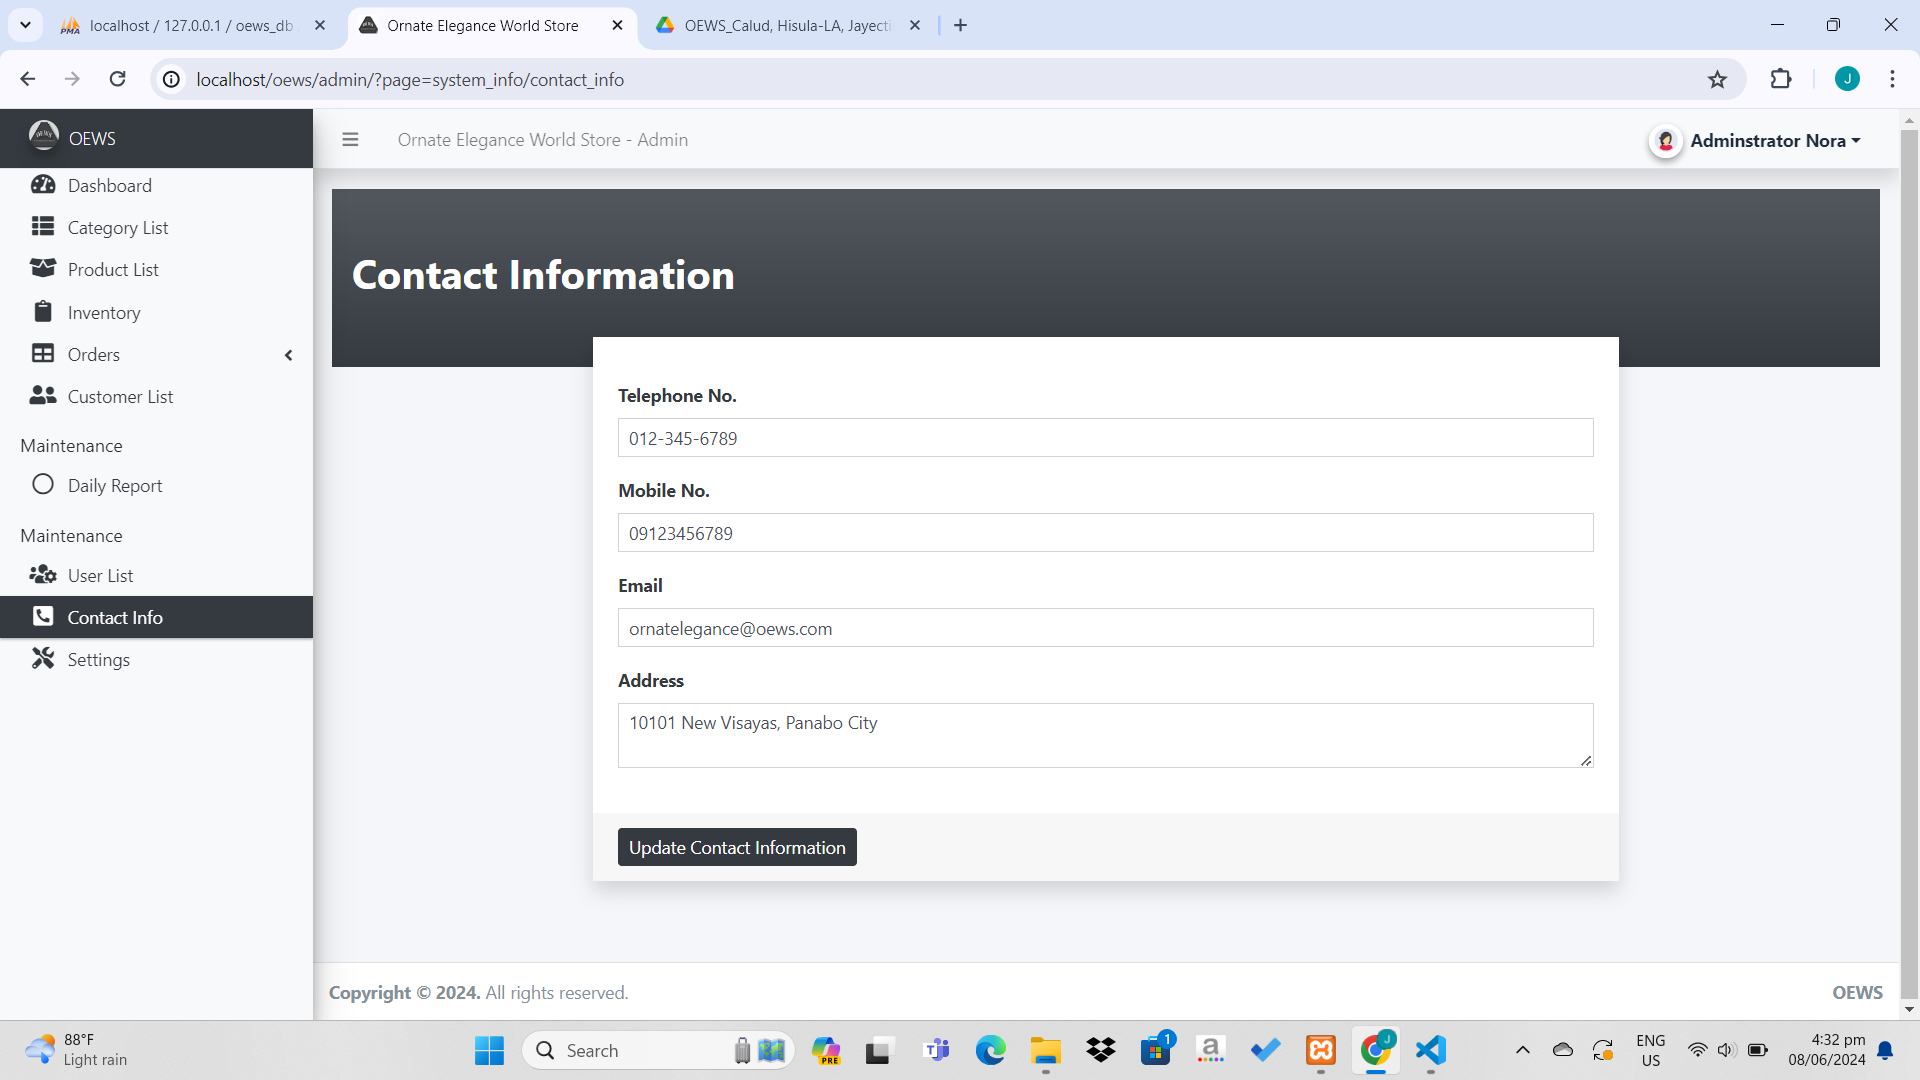 localhost / 127.0.0.1 / oews_db
Ornate Elegance World Store
OEWS_Calud, Hisula-LA, Jayecti
localhost/oews/admin/?page=system_info/contact_info
J
OEWS
Ornate Elegance World Store - Admin
Adminstrator Nora
Dashboard
Category List
Product List
Inventory
Orders
Customer List
Maintenance
Daily Report
Maintenance
User List
Contact Info
Settings
Contact Information
Telephone No.
012-345-6789
Mobile No.
09123456789
Email
ornatelegance@oews.com
Address
10101 New Visayas, Panabo City
Update Contact Information
Copyright © 2024. All rights reserved.
OEWS
88°F
Light rain
Search
PRE
1
J
ENG
US
4:32 pm
08/06/2024